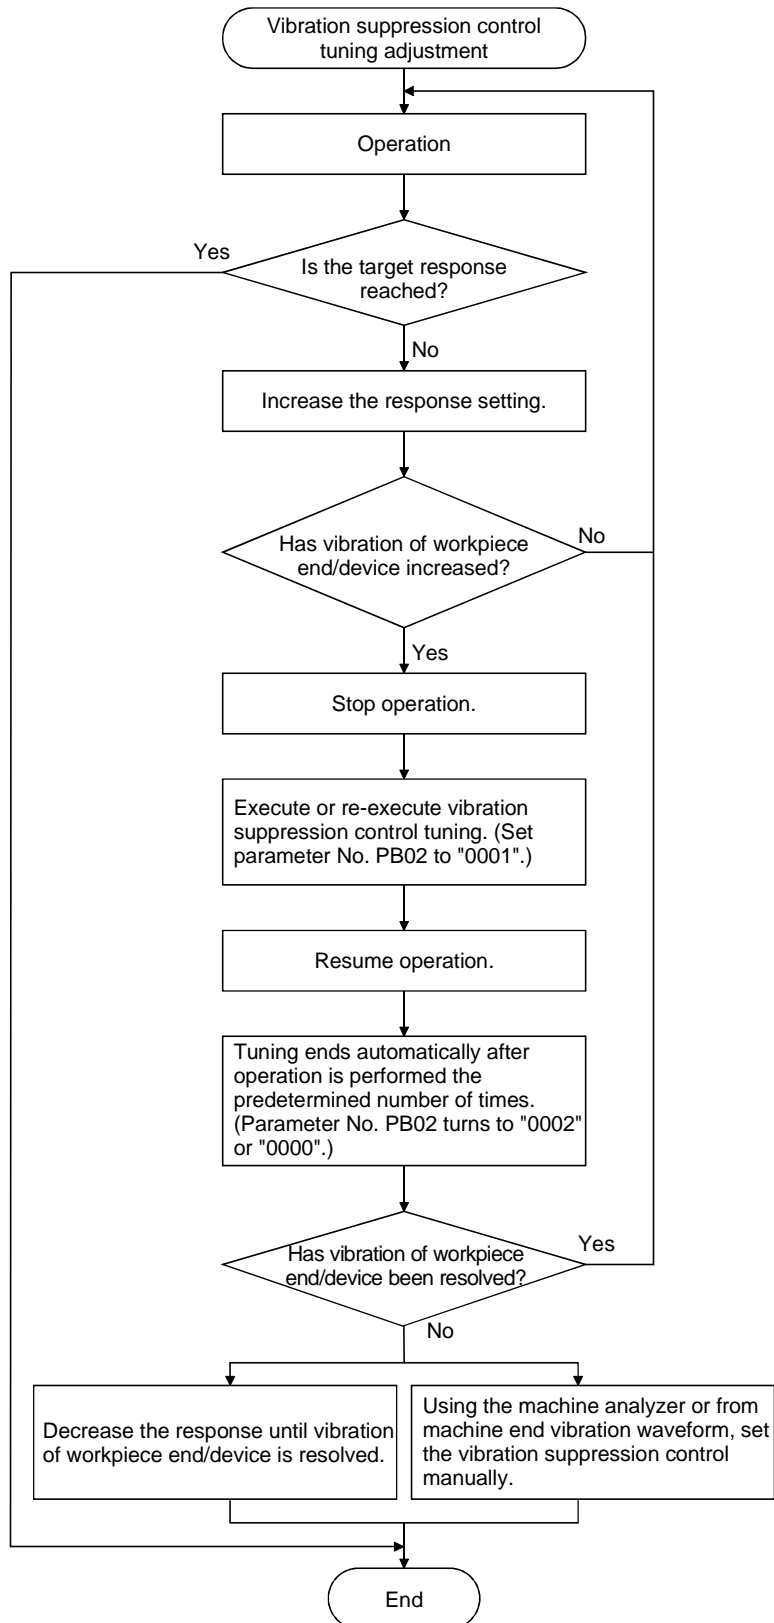 Vibration suppression control
tuning adjustment
Operation
Yes
Is the target response
reached?
No
Increase the response setting.
Has vibration of workpiece
end/device increased?
No
Yes
Stop operation.
Execute or re-execute vibration
suppression control tuning. (Set
parameter No. PB02 to "0001".)
Resume operation.
Tuning ends automatically after
operation is performed the
predetermined number of times.
(Parameter No. PB02 turns to "0002"
or "0000".)
Has vibration of workpiece
end/device been resolved?
Yes
No
Decrease the response until vibration
of workpiece end/device is resolved.
Using the machine analyzer or from
machine end vibration waveform, set
the vibration suppression control
manually.
End